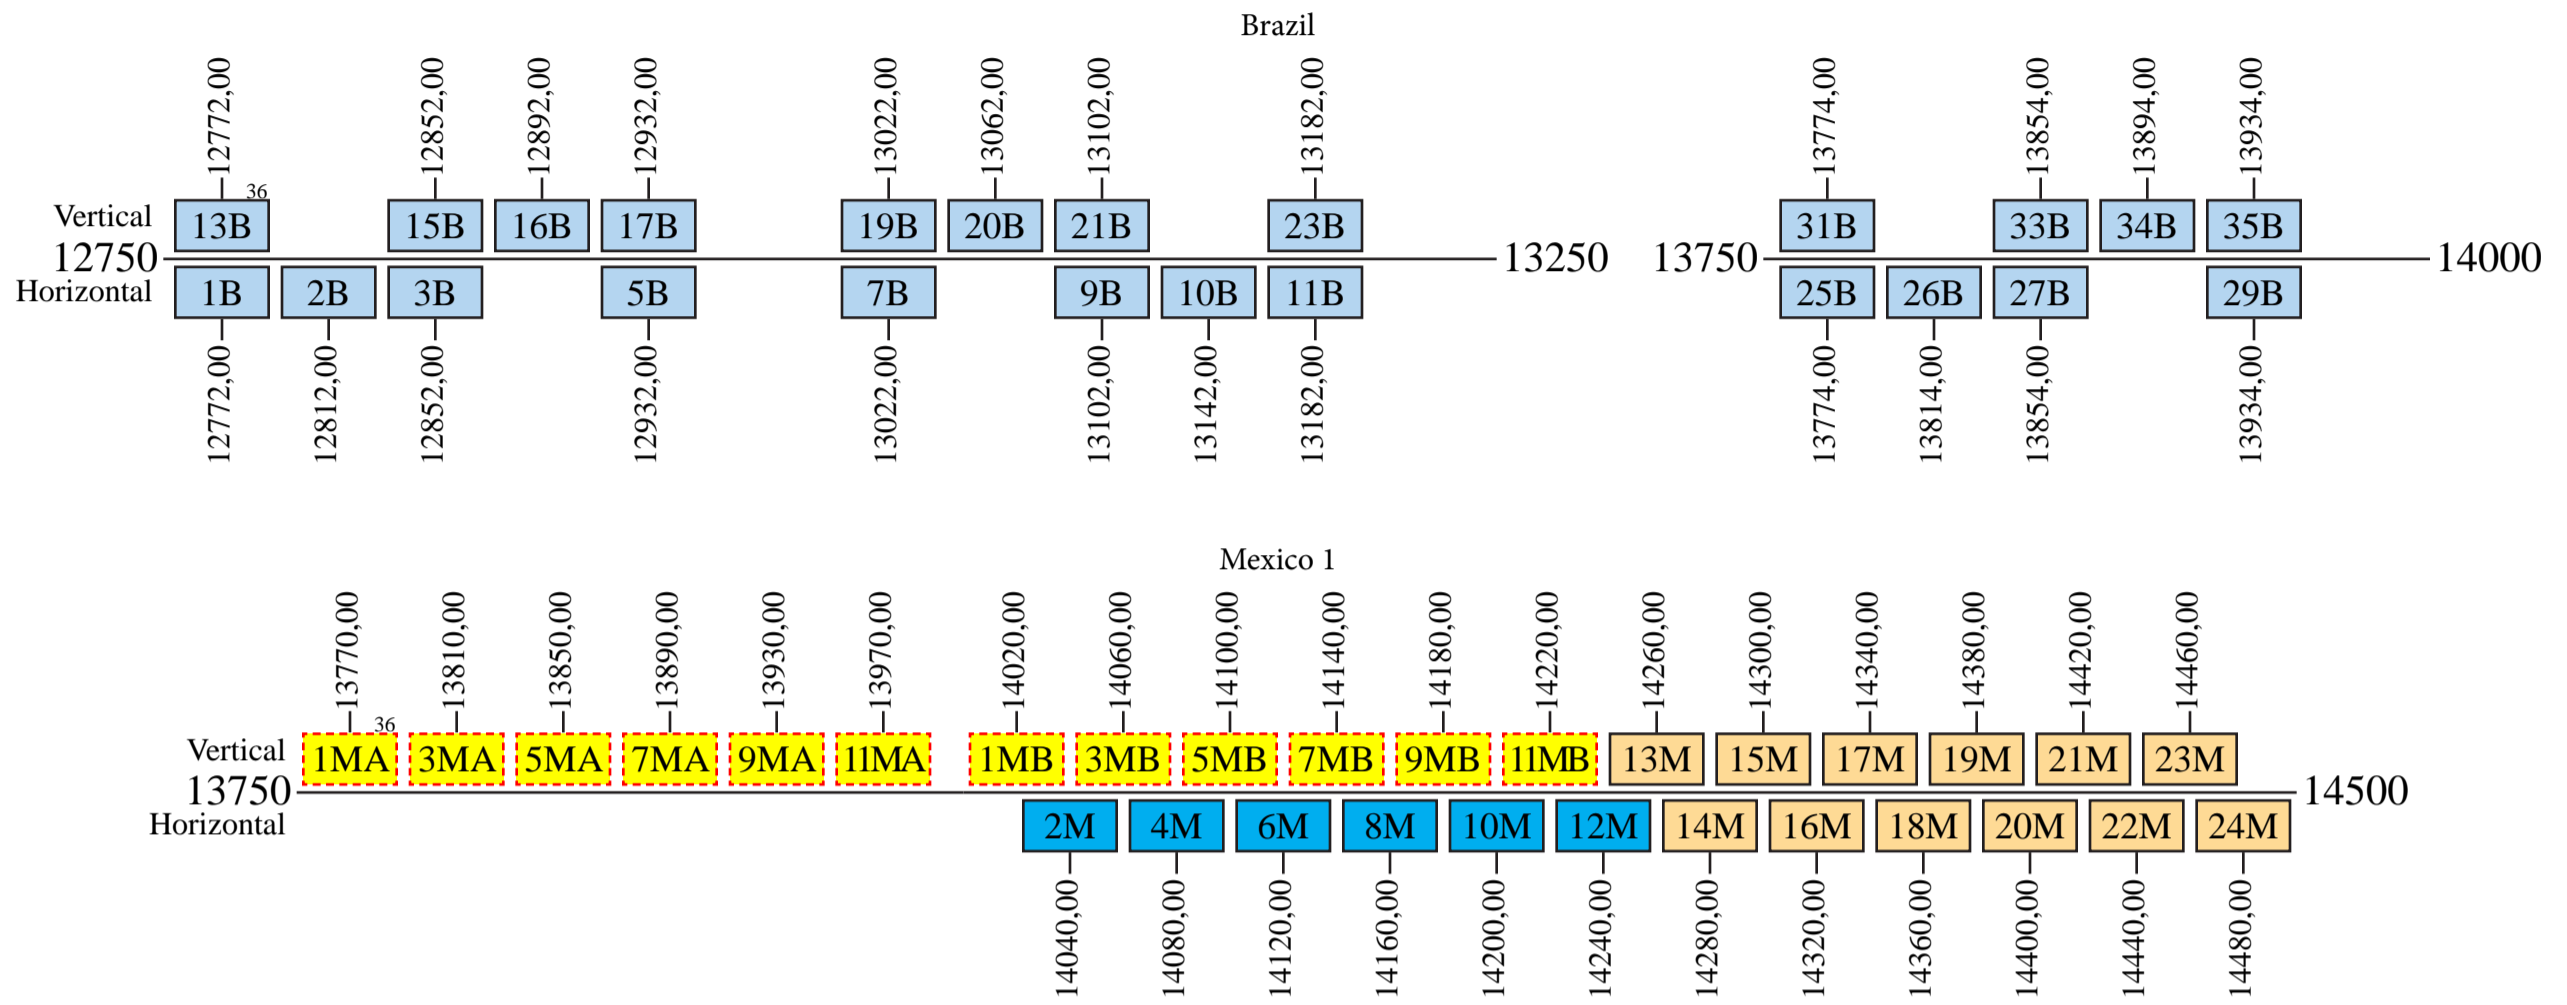 Brazil
12772,00 12852,00 12892,00 12932,00 13022,00 13062,00 13102,00 13182,00 13774,00 13854,00 13894,00 13934,00
36
Vertical 13B 15B 16B 17B 19B 20B 21B 23B 31B 33B 34B 35B
12750 13250 13750 14000
Horizontal 1B 2B 3B 5B 7B 9B 10B 11B 25B 26B 27B 29B
12772,00 12812,00 12852,00 12932,00 13022,00 13102,00 13142,00 13182,00 13774,00 13814,00 13854,00 13934,00
Mexico 1
13770,00 13810,00 13850,00 13890,00 13930,00 13970,00 14020,00 14060,00 14100,00 14140,00 14180,00 14220,00 14260,00 14300,00 14340,00 14380,00 14420,00 14460,00
36
Vertical 1MA 3MA 5MA 7MA 9MA 11MA 1MB 3MB 5MB 7MB 9MB 11MB 13M 15M 17M 19M 21M 23M
13750 14500
Horizontal 2M 4M 6M 8M 10M 12M 14M 16M 18M 20M 22M 24M
14040,00 14080,00 14120,00 14160,00 14200,00 14240,00 14280,00 14320,00 14360,00 14400,00 14440,00 14480,00